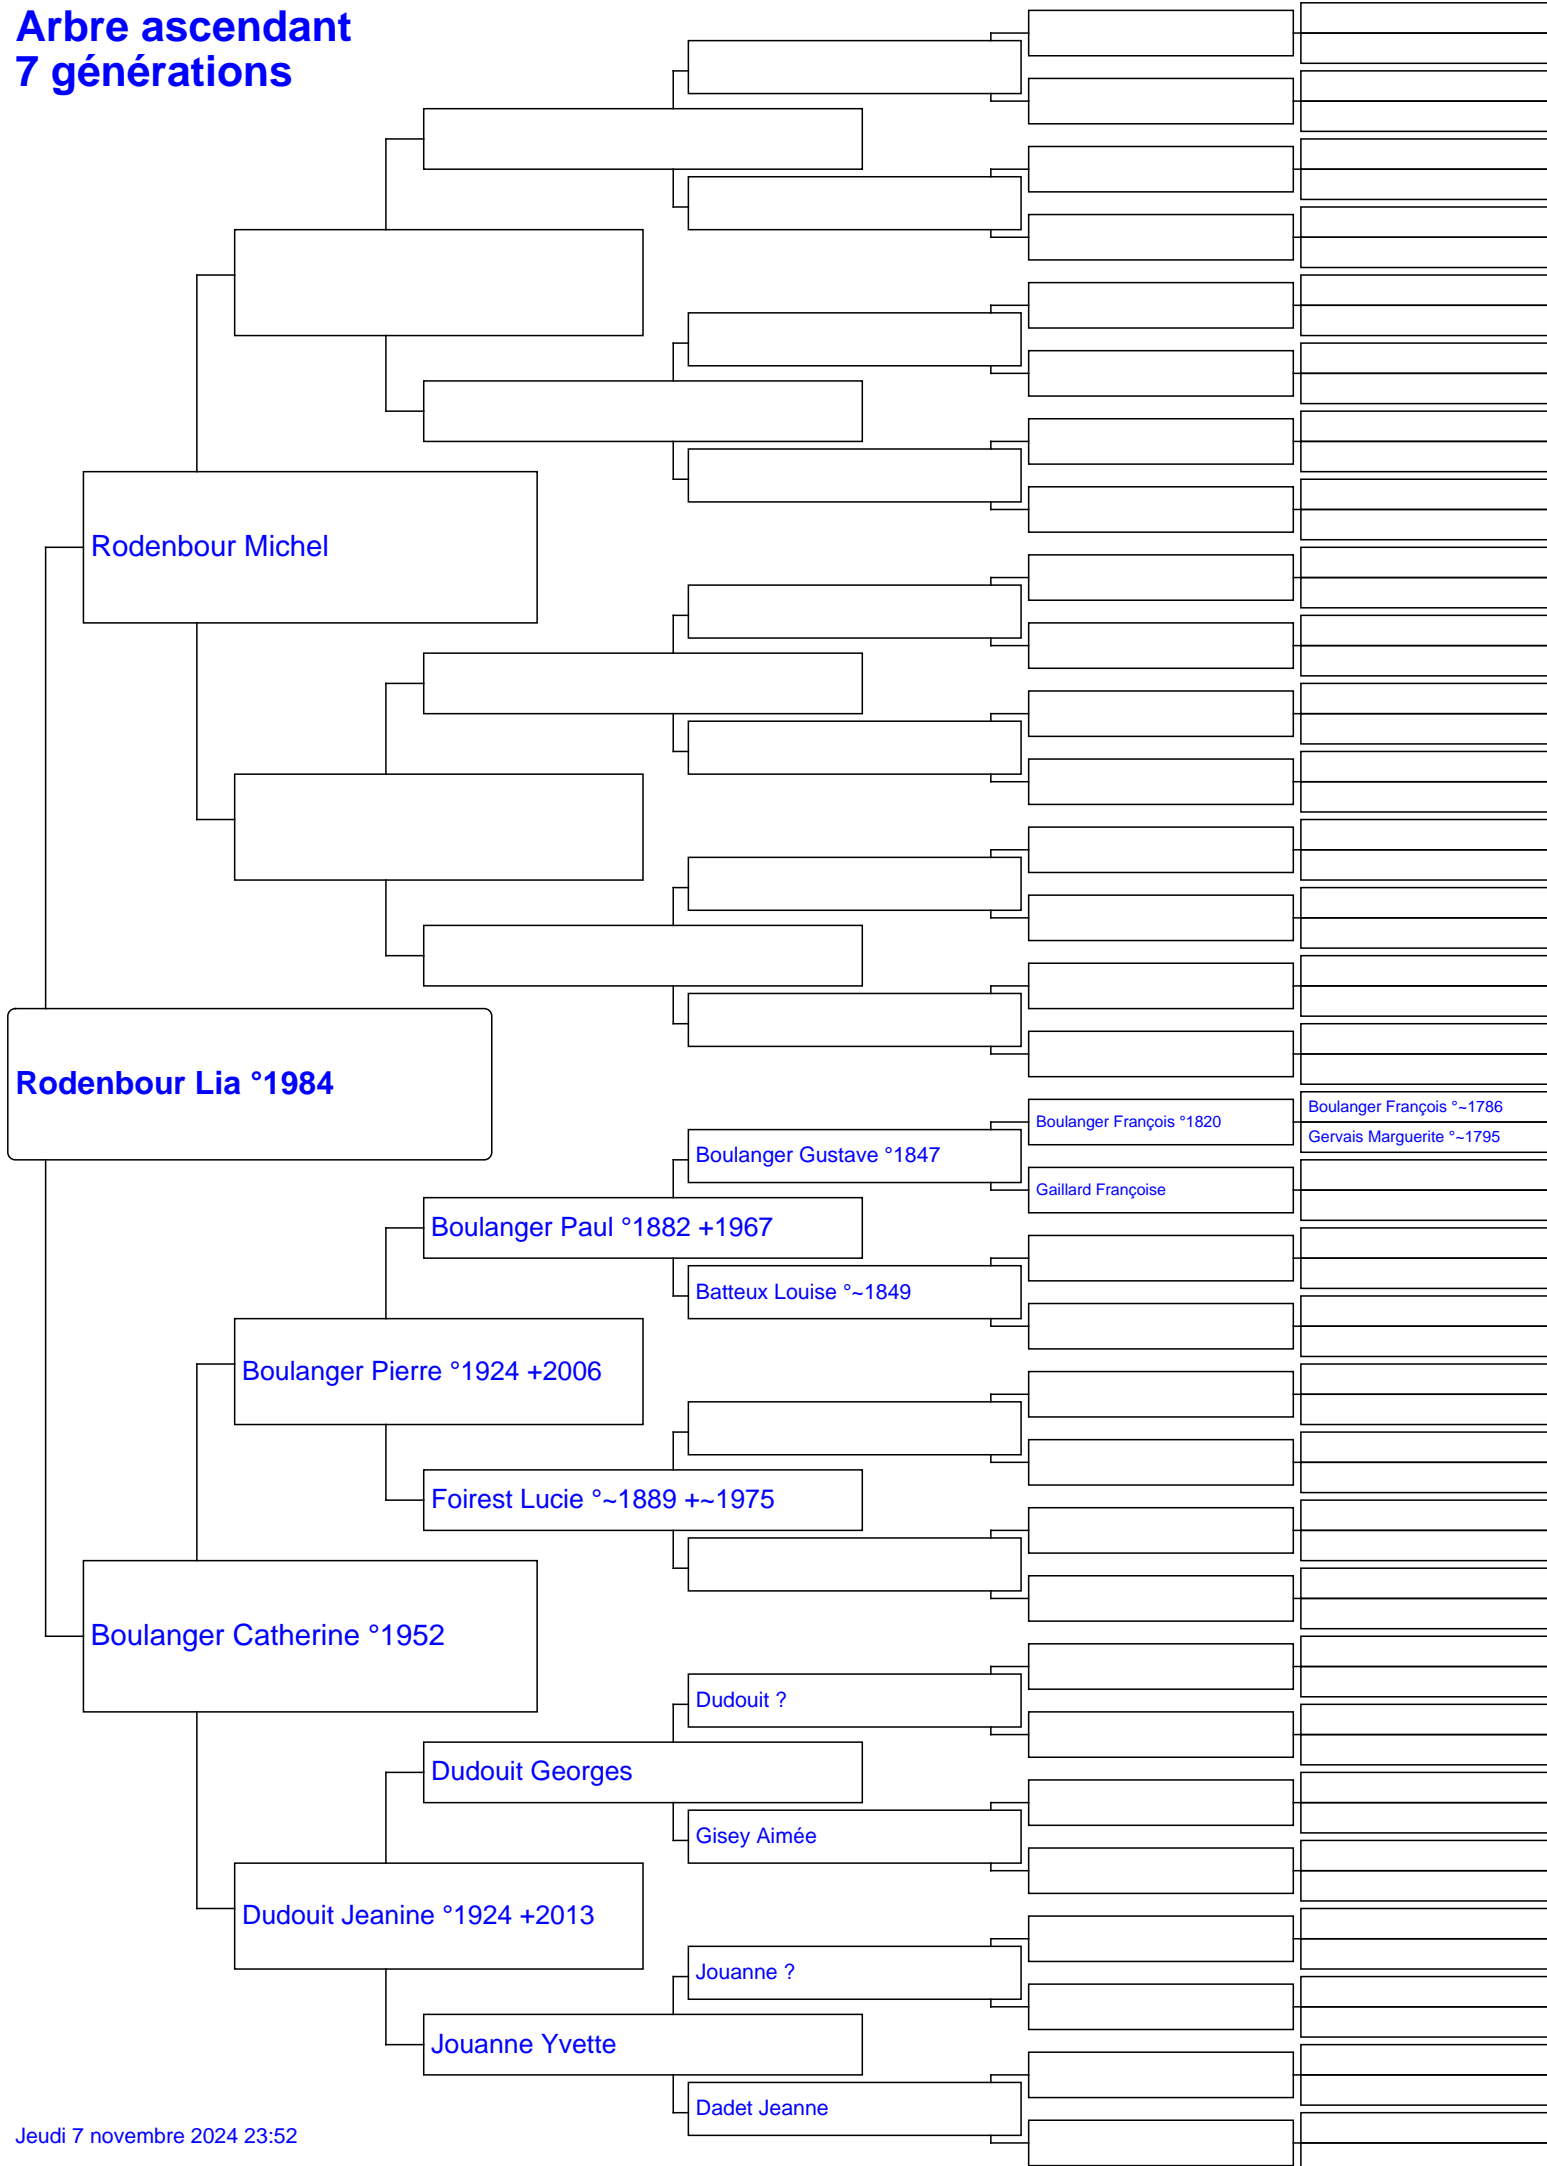 Arbre ascendant
7 générations
Rodenbour Michel
Rodenbour Lia °1984
Boulanger François °1820
Boulanger François °~1786
Gervais Marguerite °~1795
Boulanger Gustave °1847
Gaillard Françoise
Boulanger Paul °1882 +1967
Batteux Louise °~1849
Boulanger Pierre °1924 +2006
Foirest Lucie °~1889 +~1975
Boulanger Catherine °1952
Dudouit ?
Dudouit Georges
Gisey Aimée
Dudouit Jeanine °1924 +2013
Jouanne ?
Jouanne Yvette
Dadet Jeanne
Jeudi 7 novembre 2024 23:52